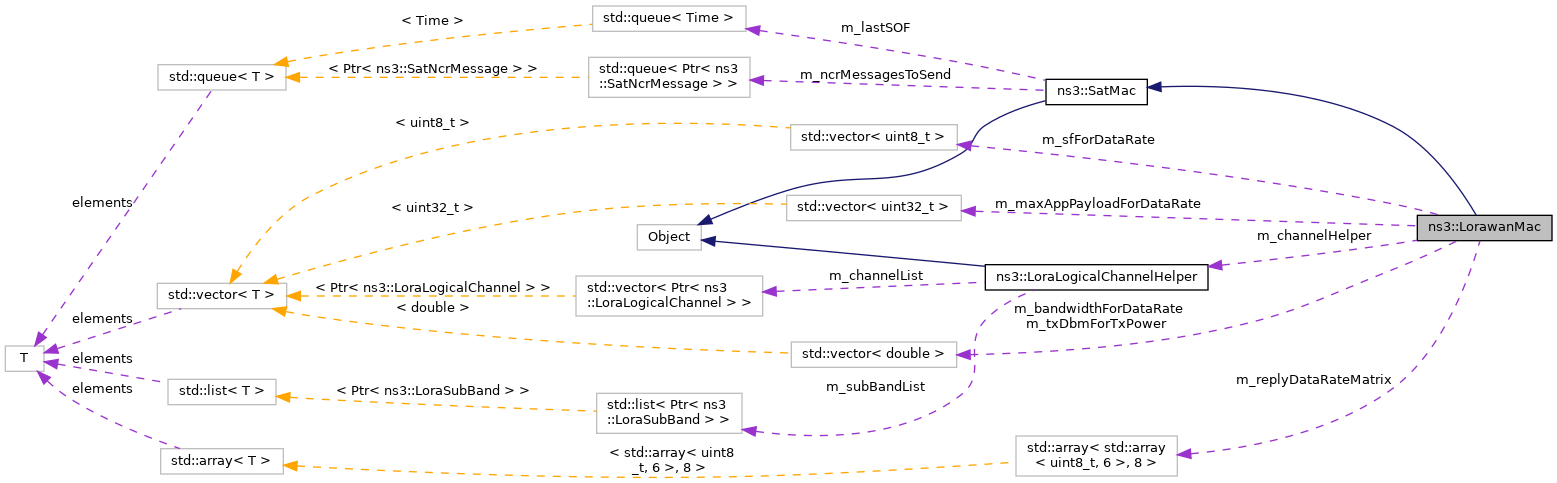 std::queue< Time >
< Time >
m_lastSOF
std::queue< T >
< Ptr< ns3::SatNcrMessage > >
std::queue< Ptr< ns3
::SatNcrMessage > >
m_ncrMessagesToSend
ns3::SatMac
< uint8_t >
std::vector< uint8_t >
m_sfForDataRate
elements
< uint32_t >
std::vector< uint32_t >
m_maxAppPayloadForDataRate
ns3::LorawanMac
Object
m_channelHelper
ns3::LoraLogicalChannelHelper
m_channelList
std::vector< T >
< Ptr< ns3::LoraLogicalChannel > >
std::vector< Ptr< ns3
::LoraLogicalChannel > >
< double >
m_bandwidthForDataRate
m_txDbmForTxPower
elements
T
std::vector< double >
elements
elements
std::list< T >
< Ptr< ns3::LoraSubBand > >
m_subBandList
m_replyDataRateMatrix
std::list< Ptr< ns3
::LoraSubBand > >
std::array< T >
< std::array< uint8
_t, 6 >, 8 >
std::array< std::array
< uint8_t, 6 >, 8 >